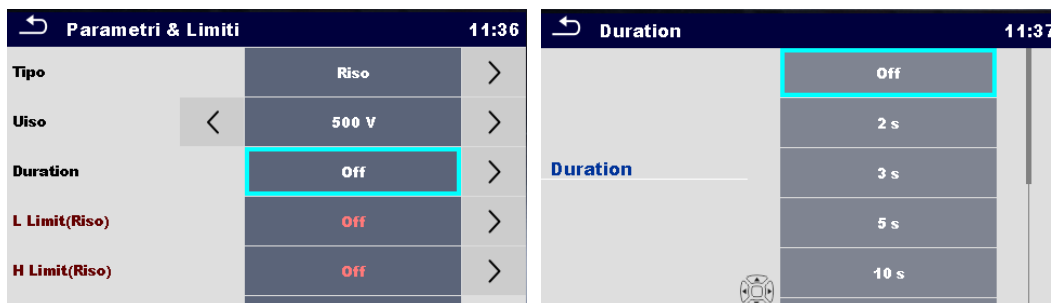 Parametri & Limiti 11:36
Tipo Riso
Uiso 500 V
Duration Off
L Limit(Riso) Off
H Limit(Riso) Off
Duration 11:37
Off
2 s
Duration 3 s
5 s
10 s